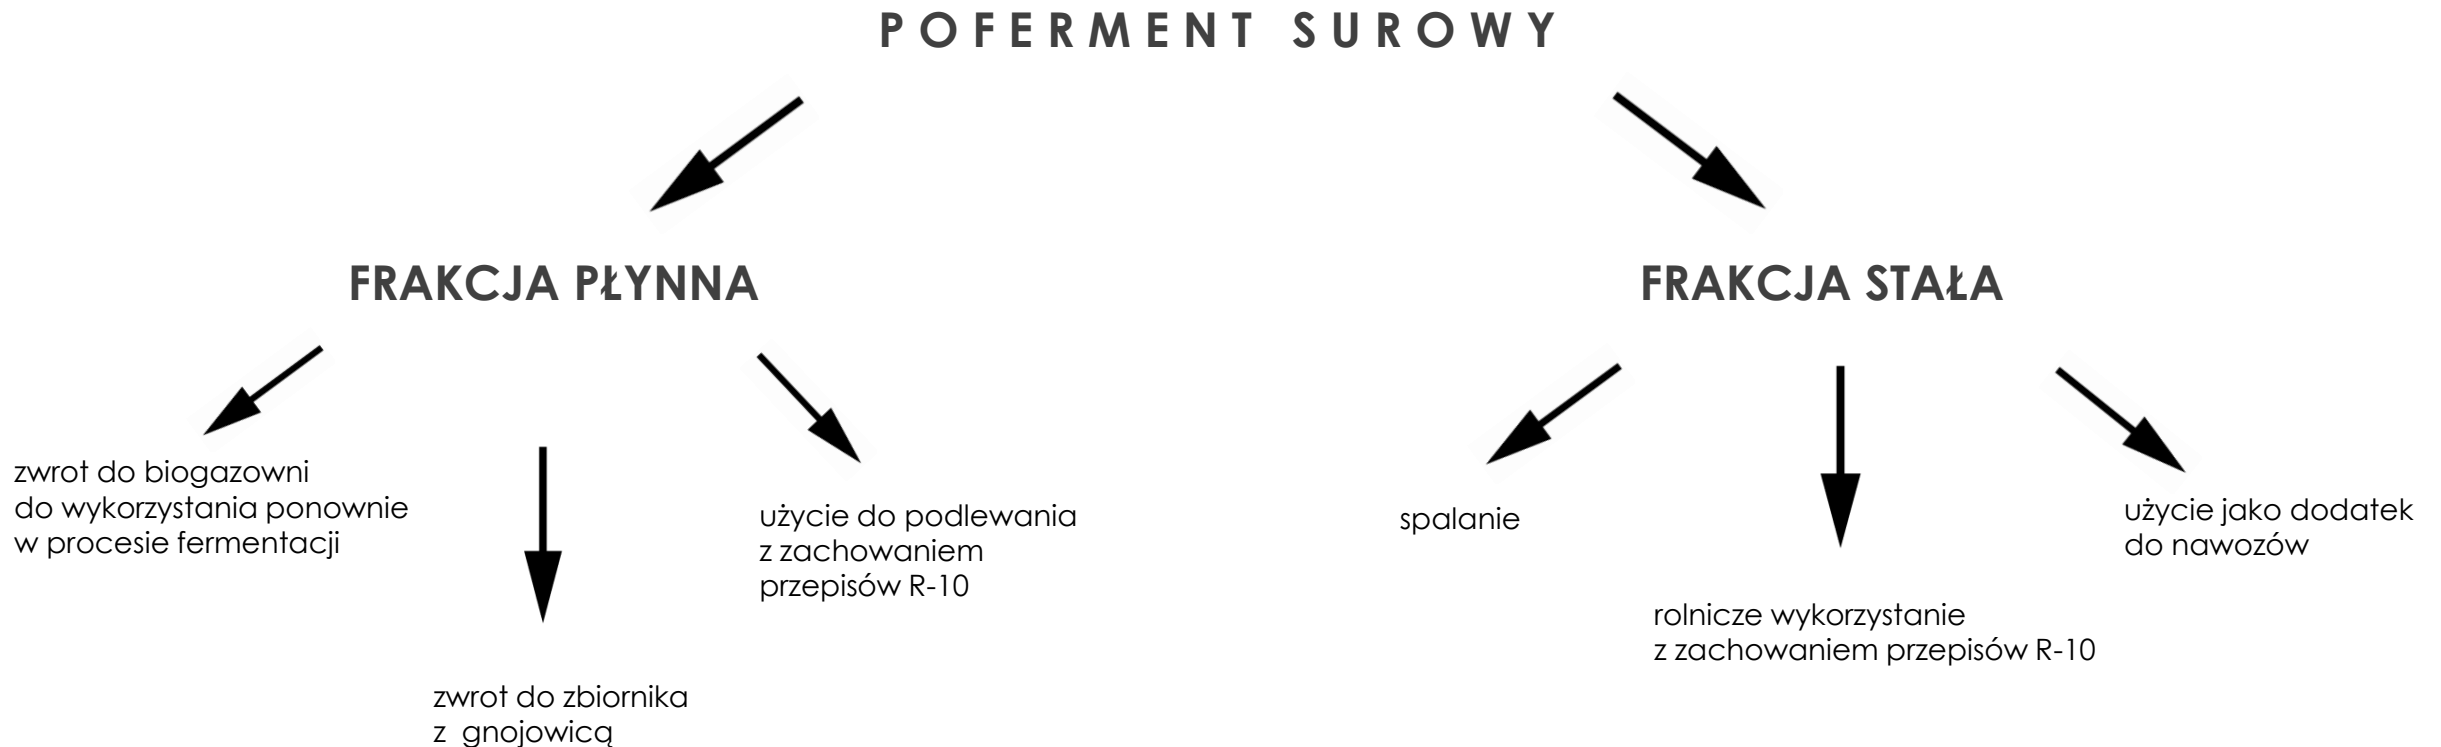 POFERMENT SUROWY
FRAKCJA PŁYNNA
FRAKCJA STAŁA
zwrot do biogazowni
do wykorzystania ponownie
w procesie fermentacji
zwrot do zbiornika
z gnojowicą
użycie do podlewania
z zachowaniem
przepisów R-10
spalanie
rolnicze wykorzystanie
z zachowaniem przepisów R-10
użycie jako dodatek
do nawozów